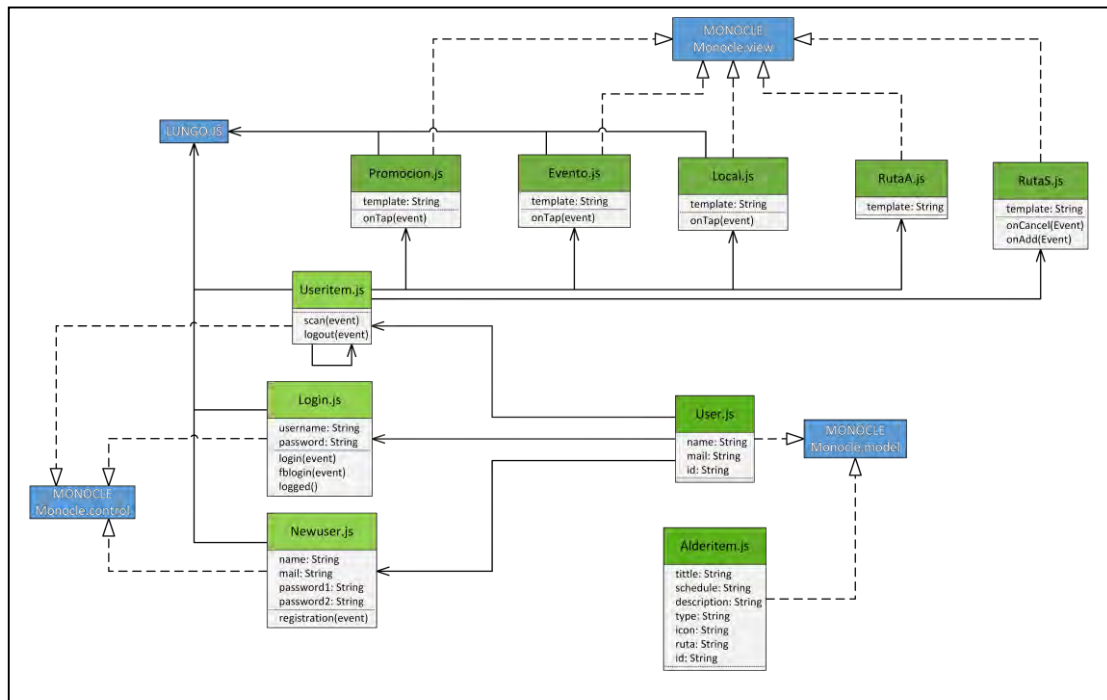 MONOCLE
Monocle.view
LUNGO.JS
Promocion.js
template: String
onTap(event)
Evento.js
template: String
onTap(event)
Local.js
template: String
onTap(event)
RutaA.js
template: String
RutaS.js
template: String
onCancel(Event)
onAdd(Event)
Useritem.js
scan(event)
logout(event)
Login.js
username: String
password: String
login(event)
fblogin(event)
logged()
User.js
name: String
mail: String
id: String
MONOCLE
Monocle.model
MONOCLE
Monocle.control
Newuser.js
name: String
mail: String
password1: String
password2: String
registration(event)
Alderitem.js
tittle: String
schedule: String
description: String
type: String
icon: String
ruta: String
id: String